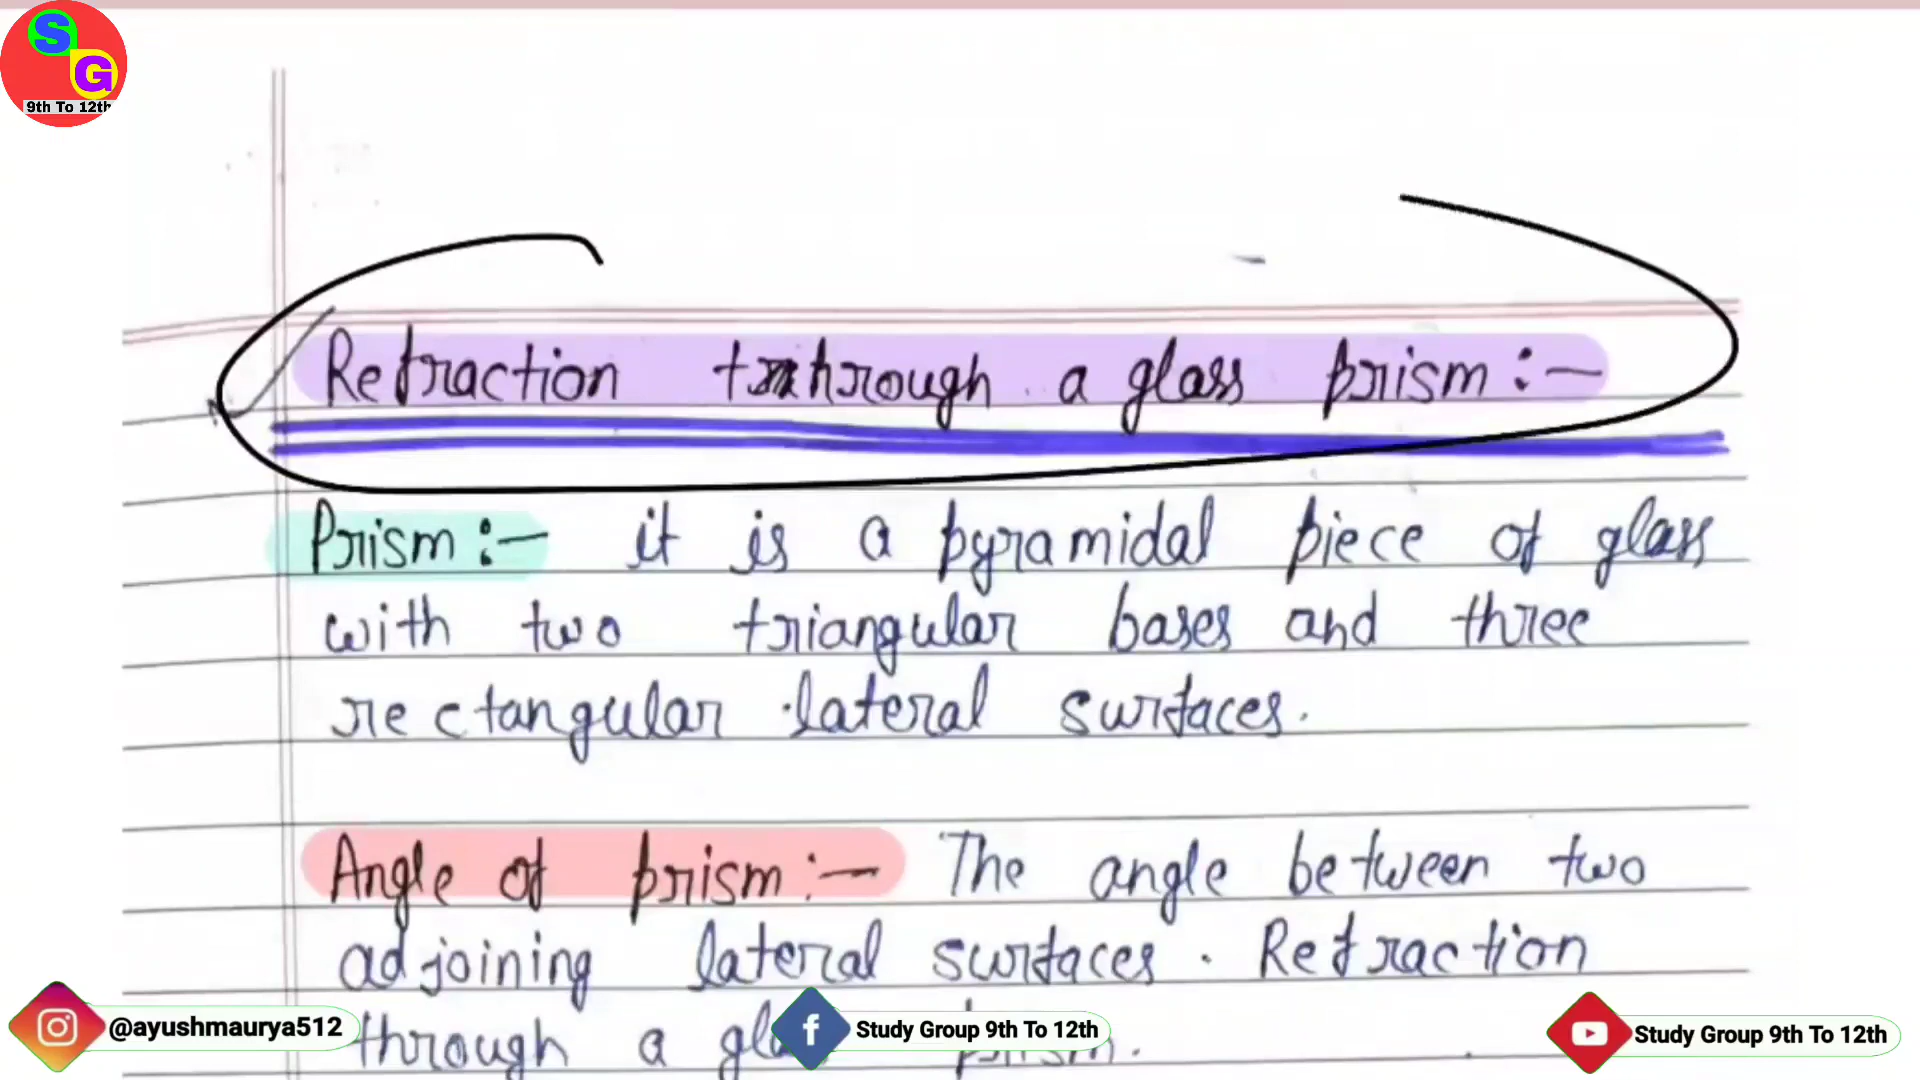 S
G
9th To 12th
Refraction through a glass prism :-
Prism :- it is a pyramidal piece of glass
with two triangular bases and three
rectangular lateral surfaces.
Angle of prism :- The angle between two
adjoining lateral surfaces. Refraction
through a prism.
@ayushmaurya512
Study Group 9th To 12th
Study Group 9th To 12th